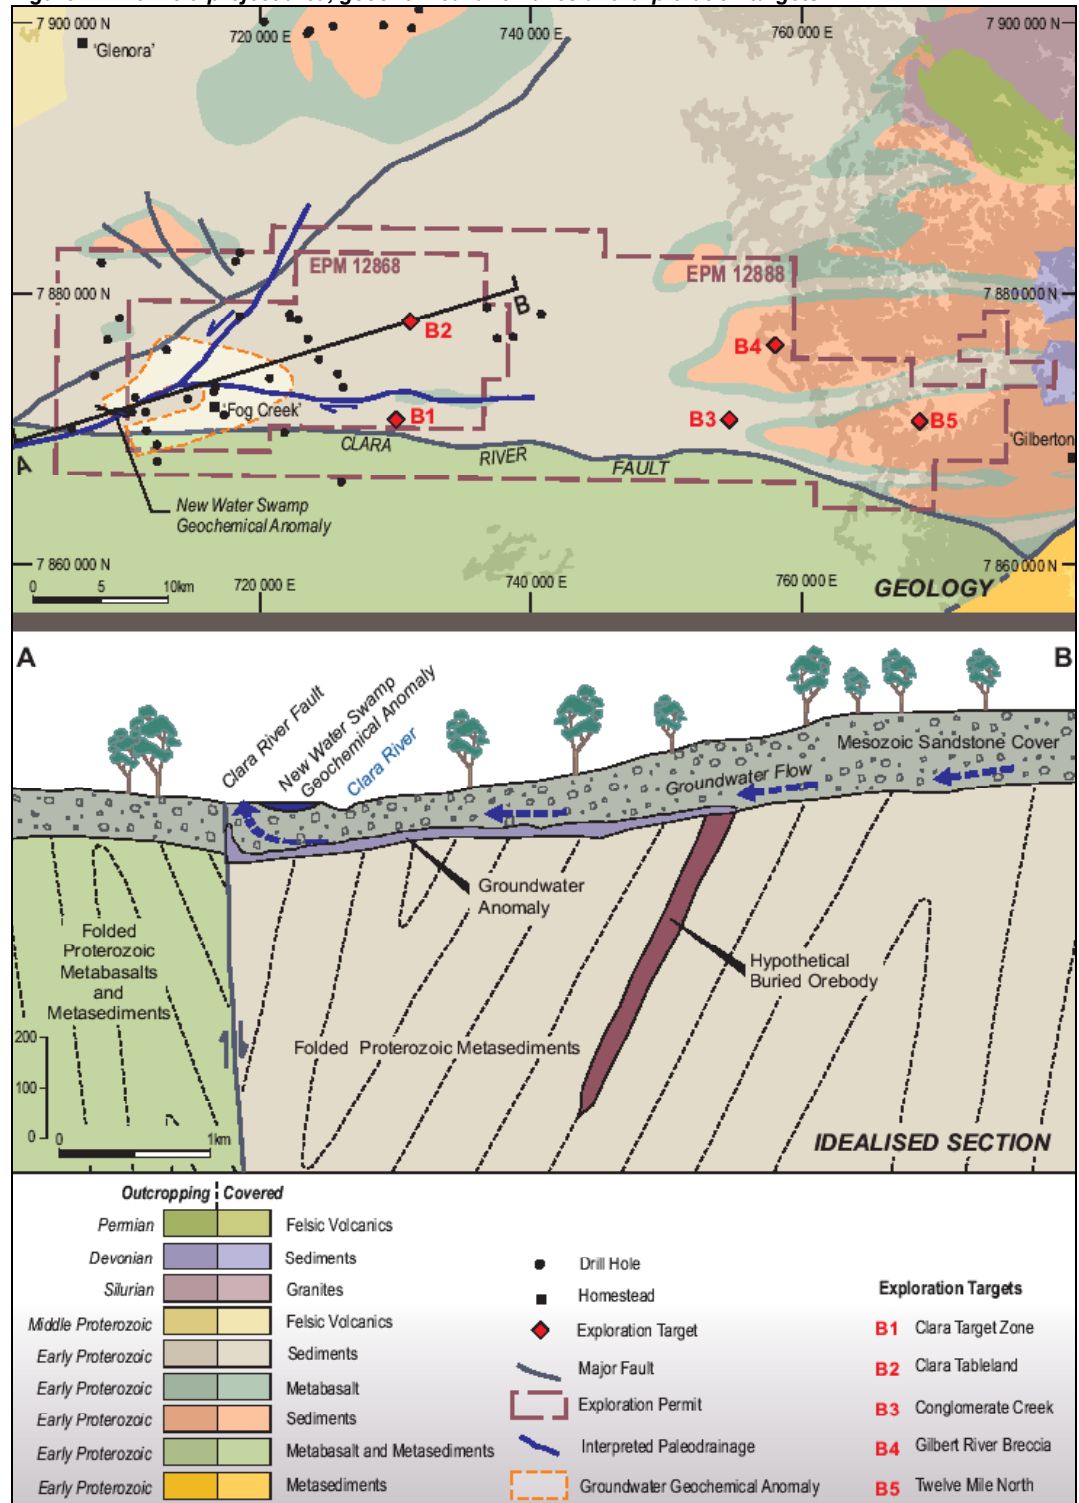 7 900 000 N
720 000 E
740 000 E
760 000 E
7 900 000 N
'Glenora'
EPM 12868
EPM 12888
7 880 000 N
7 880 000 N
B
B2
B4
B1
B3
B5
'Fog Creek'
'Gilberton
CLARA RIVER FAULT
A
New Water Swamp
Geochemical Anomaly
7 860 000 N
7 860 000 N
0 5 10km
720 000 E
740 000 E
760 000 E
GEOLOGY
A
B
Clara River Fault
New Water Swamp
Geochemical Anomaly
Clara River
Mesozoic Sandstone Cover
Groundwater Flow
Groundwater
Anomaly
Folded
Proterozoic
Metabasalts
and
Metasediments
Hypothetical
Buried Orebody
Folded Proterozoic Metasediments
200
100
0
0 1km
IDEALISED SECTION
Outcropping Covered
Permian Felsic Volcanics
Devonian Sediments
Silurian Granites
Middle Proterozoic Felsic Volcanics
Early Proterozoic Sediments
Early Proterozoic Metabasalt
Early Proterozoic Sediments
Early Proterozoic Metabasalt and Metasediments
Early Proterozoic Metasediments
Drill Hole
Homestead
Exploration Target
Major Fault
Exploration Permit
Interpreted Paleodrainage
Groundwater Geochemical Anomaly
Exploration Targets
B1 Clara Target Zone
B2 Clara Tableland
B3 Conglomerate Creek
B4 Gilbert River Breccia
B5 Twelve Mile North